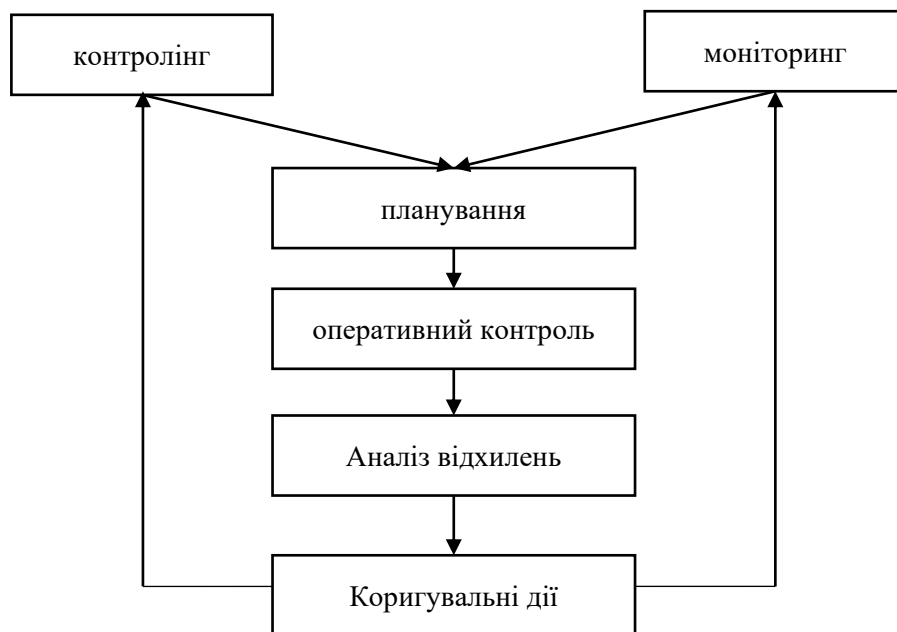 контролінг
моніторинг
планування
оперативний контроль
Аналіз відхилень
Коригувальні дії